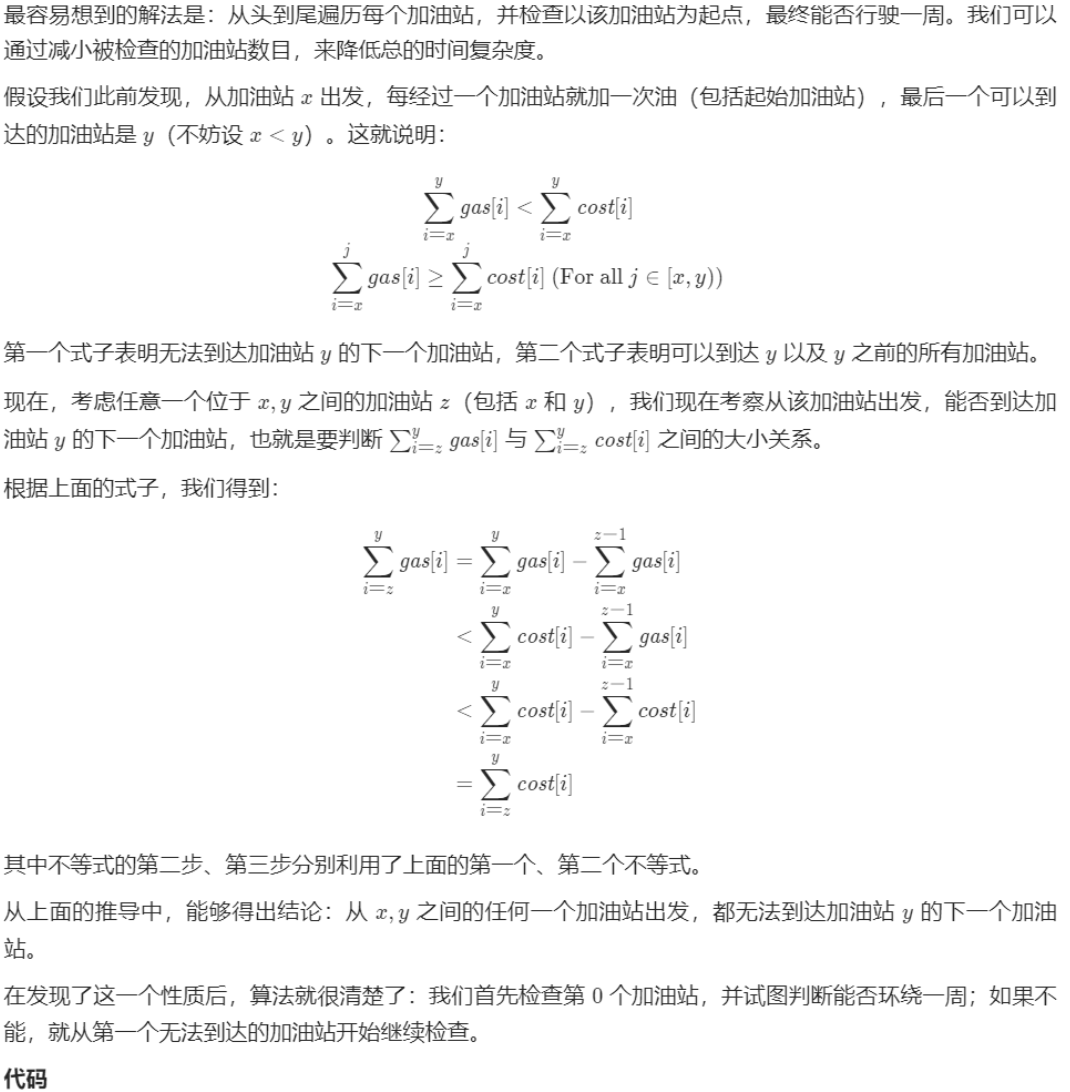 最容易想到的解法是：从头到尾遍历每个加油站，并检查以该加油站为起点，最终能否行驶一周。我们可以
通过减小被检查的加油站数目，来降低总的时间复杂度。
假设我们此前发现，从加油站 x 出发，每经过一个加油站就加一次油（包括起始加油站），最后一个可以到
达的加油站是 y（不妨设 x < y）。这就说明：
\sum_{i=x}^{y} gas[i] < \sum_{i=x}^{y} cost[i]
\sum_{i=x}^{j} gas[i] ≥ \sum_{i=x}^{j} cost[i] (For all j ∈ [x, y))
第一个式子表明无法到达加油站 y 的下一个加油站，第二个式子表明可以到达 y 以及 y 之前的所有加油站。
现在，考虑任意一个位于 x, y 之间的加油站 z（包括 x 和 y），我们现在考察从该加油站出发，能否到达加
油站 y 的下一个加油站，也就是要判断 \sum_{i=z}^{y} gas[i] 与 \sum_{i=z}^{y} cost[i] 之间的大小关系。
根据上面的式子，我们得到：
\sum_{i=z}^{y} gas[i] = \sum_{i=x}^{y} gas[i] − \sum_{i=x}^{z−1} gas[i]
< \sum_{i=x}^{y} cost[i] − \sum_{i=x}^{z−1} gas[i]
< \sum_{i=x}^{y} cost[i] − \sum_{i=x}^{z−1} cost[i]
= \sum_{i=z}^{y} cost[i]
其中不等式的第二步、第三步分别利用了上面的第一个、第二个不等式。
从上面的推导中，能够得出结论：从 x, y 之间的任何一个加油站出发，都无法到达加油站 y 的下一个加油
站。
在发现了这一个性质后，算法就很清楚了：我们首先检查第 0 个加油站，并试图判断能否环绕一周；如果不
能，就从第一个无法到达的加油站开始继续检查。
代码